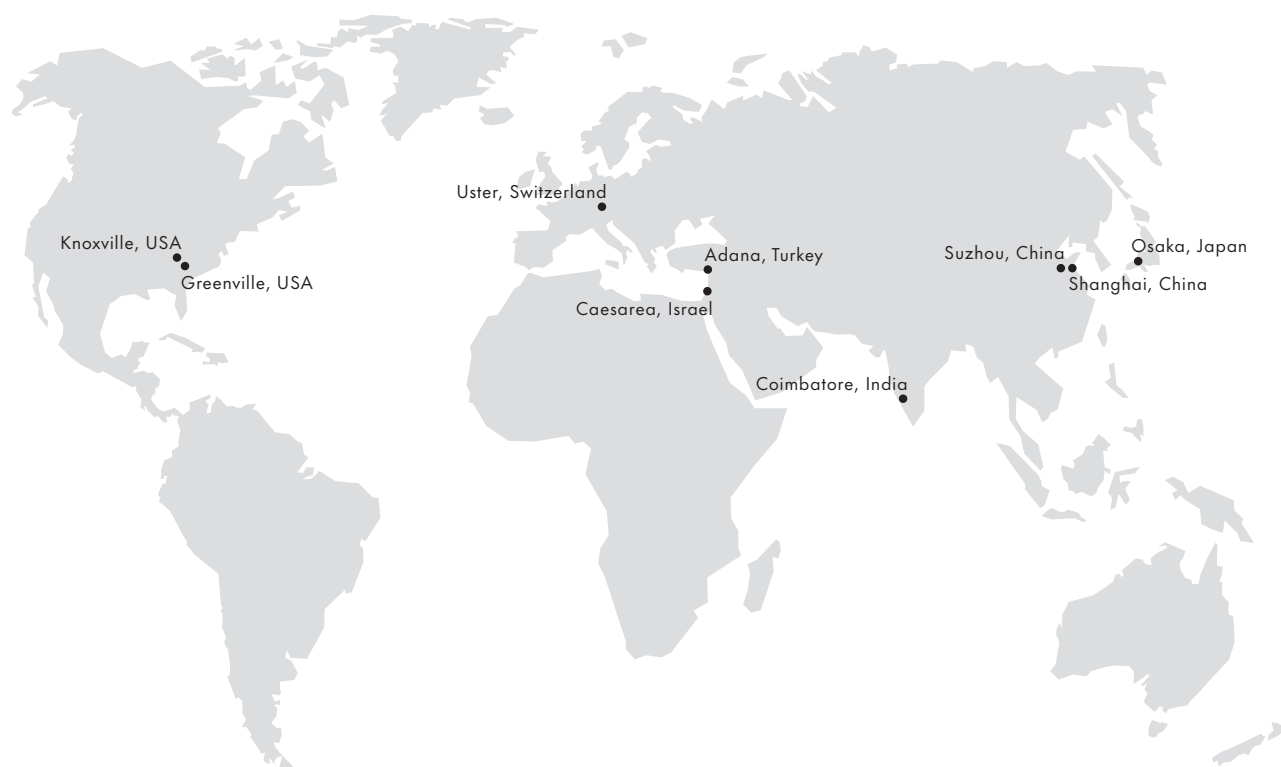 Uster, Switzerland
Knoxville, USA
Greenville, USA
Adana, Turkey
Caesarea, Israel
Suzhou, China
Osaka, Japan
Shanghai, China
Coimbatore, India